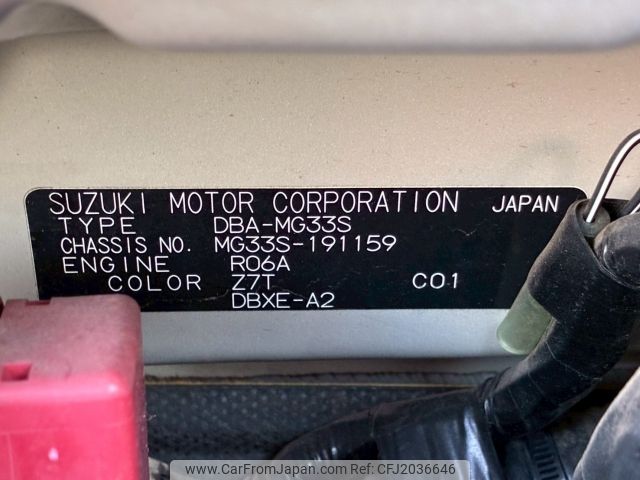 SUZUKI MOTOR CORPORATION JAPAN
TYPE DBA-MG33S
CHASSIS NO. MG33S-191159
ENGINE R06A
COLOR Z7T C01
DBXE-A2
www.CarFromJapan.com | Ref:CFJ2036646